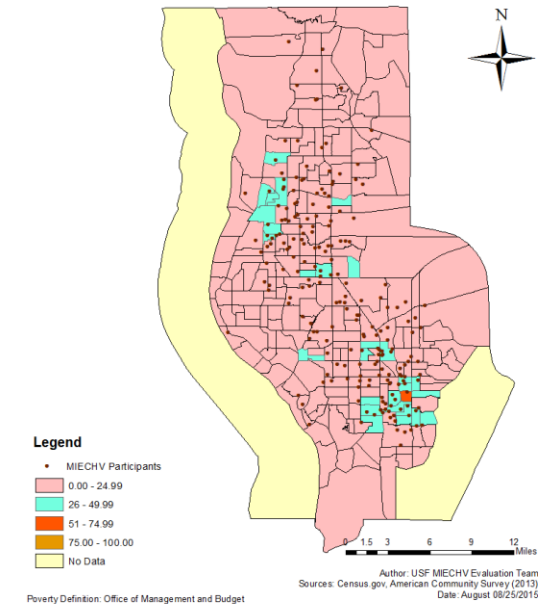 N
Legend
MIECHV Participants
0.00 - 24.99
26 - 49.99
51 - 74.99
75.00 - 100.00
No Data
0 1.5 3 6 9 12
Miles
Author: USF MIECHV Evaluation Team
Sources: Census.gov, American Community Survey (2013)
Poverty Definition: Office of Management and Budget
Date: August 08/25/2015